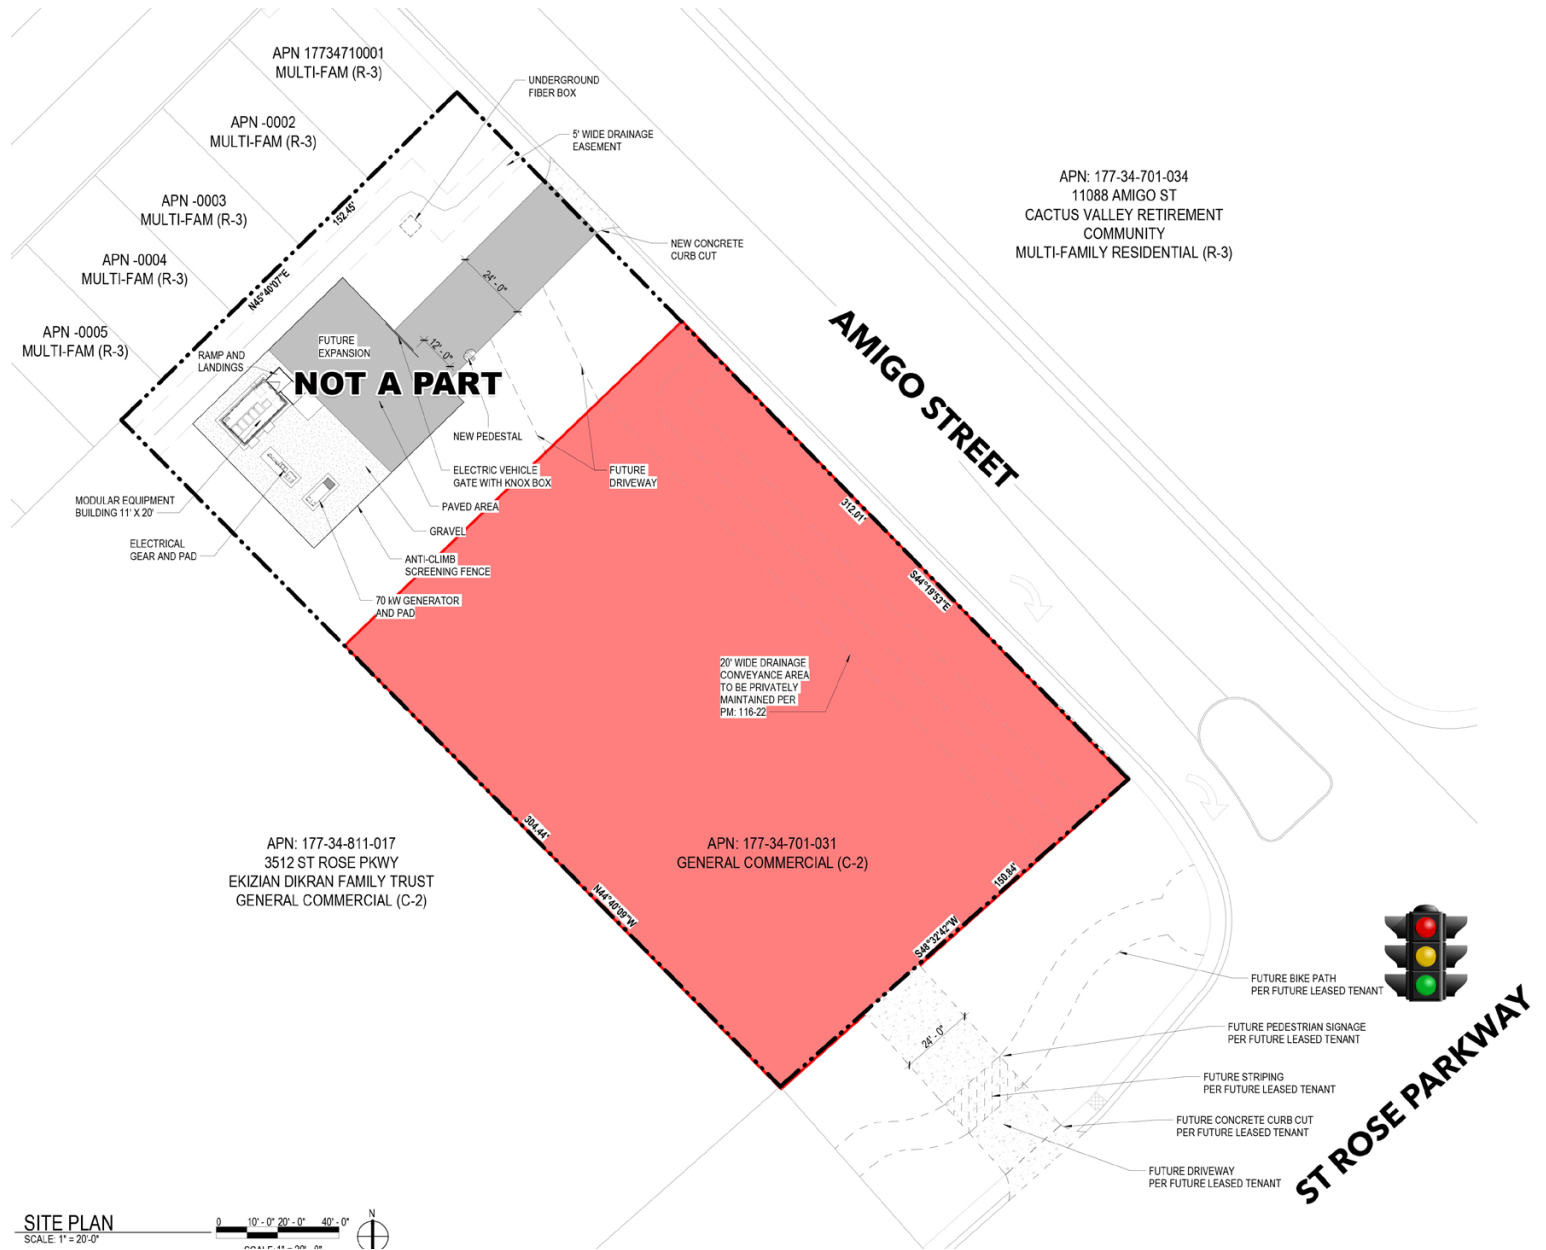 APN 17734710001
MULTI-FAM (R-3)
UNDERGROUND
FIBER BOX
APN -0002
MULTI-FAM (R-3)
5' WIDE DRAINAGE
EASEMENT
APN: 177-34-701-034
11088 AMIGO ST
CACTUS VALLEY RETIREMENT
COMMUNITY
MULTI-FAMILY RESIDENTIAL (R-3)
APN -0003
MULTI-FAM (R-3)
152.45'
N45°40'07"E
NEW CONCRETE
CURB CUT
APN -0004
MULTI-FAM (R-3)
24' - 0"
APN -0005
MULTI-FAM (R-3)
FUTURE
EXPANSION
12' - 0"
RAMP AND
LANDINGS
NOT A PART
AMIGO STREET
NEW PEDESTAL
ELECTRIC VEHICLE
GATE WITH KNOX BOX
FUTURE
DRIVEWAY
MODULAR EQUIPMENT
BUILDING 11' X 20'
PAVED AREA
GRAVEL
312.01'
S44°19'53"E
ELECTRICAL
GEAR AND PAD
ANTI-CLIMB
SCREENING FENCE
70 kW GENERATOR
AND PAD
20' WIDE DRAINAGE
CONVEYANCE AREA
TO BE PRIVATELY
MAINTAINED PER
PM: 116-22
304.44'
N44°40'09"W
APN: 177-34-811-017
3512 ST ROSE PKWY
EKIZIAN DIKRAN FAMILY TRUST
GENERAL COMMERCIAL (C-2)
APN: 177-34-701-031
GENERAL COMMERCIAL (C-2)
150.84'
S48°32'42"W
FUTURE BIKE PATH
PER FUTURE LEASED TENANT
24' - 0"
FUTURE PEDESTRIAN SIGNAGE
PER FUTURE LEASED TENANT
FUTURE STRIPING
PER FUTURE LEASED TENANT
FUTURE CONCRETE CURB CUT
PER FUTURE LEASED TENANT
FUTURE DRIVEWAY
PER FUTURE LEASED TENANT
ST ROSE PARKWAY
SITE PLAN
SCALE: 1" = 20'-0"
0 10' - 0" 20' - 0" 40' - 0"
SCALE: 1" = 20' - 0"
N